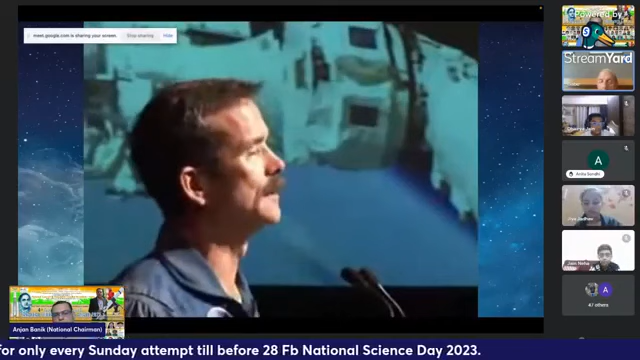 meet.google.com is sharing your screen.
Stop sharing
Hide
Powered by
StreamYard
A
Anita Sondhi
Jain Neha
A
47 others
Anjan Banik (National Chairman)
for only every Sunday attempt till before 28 Fb National Science Day 2023.